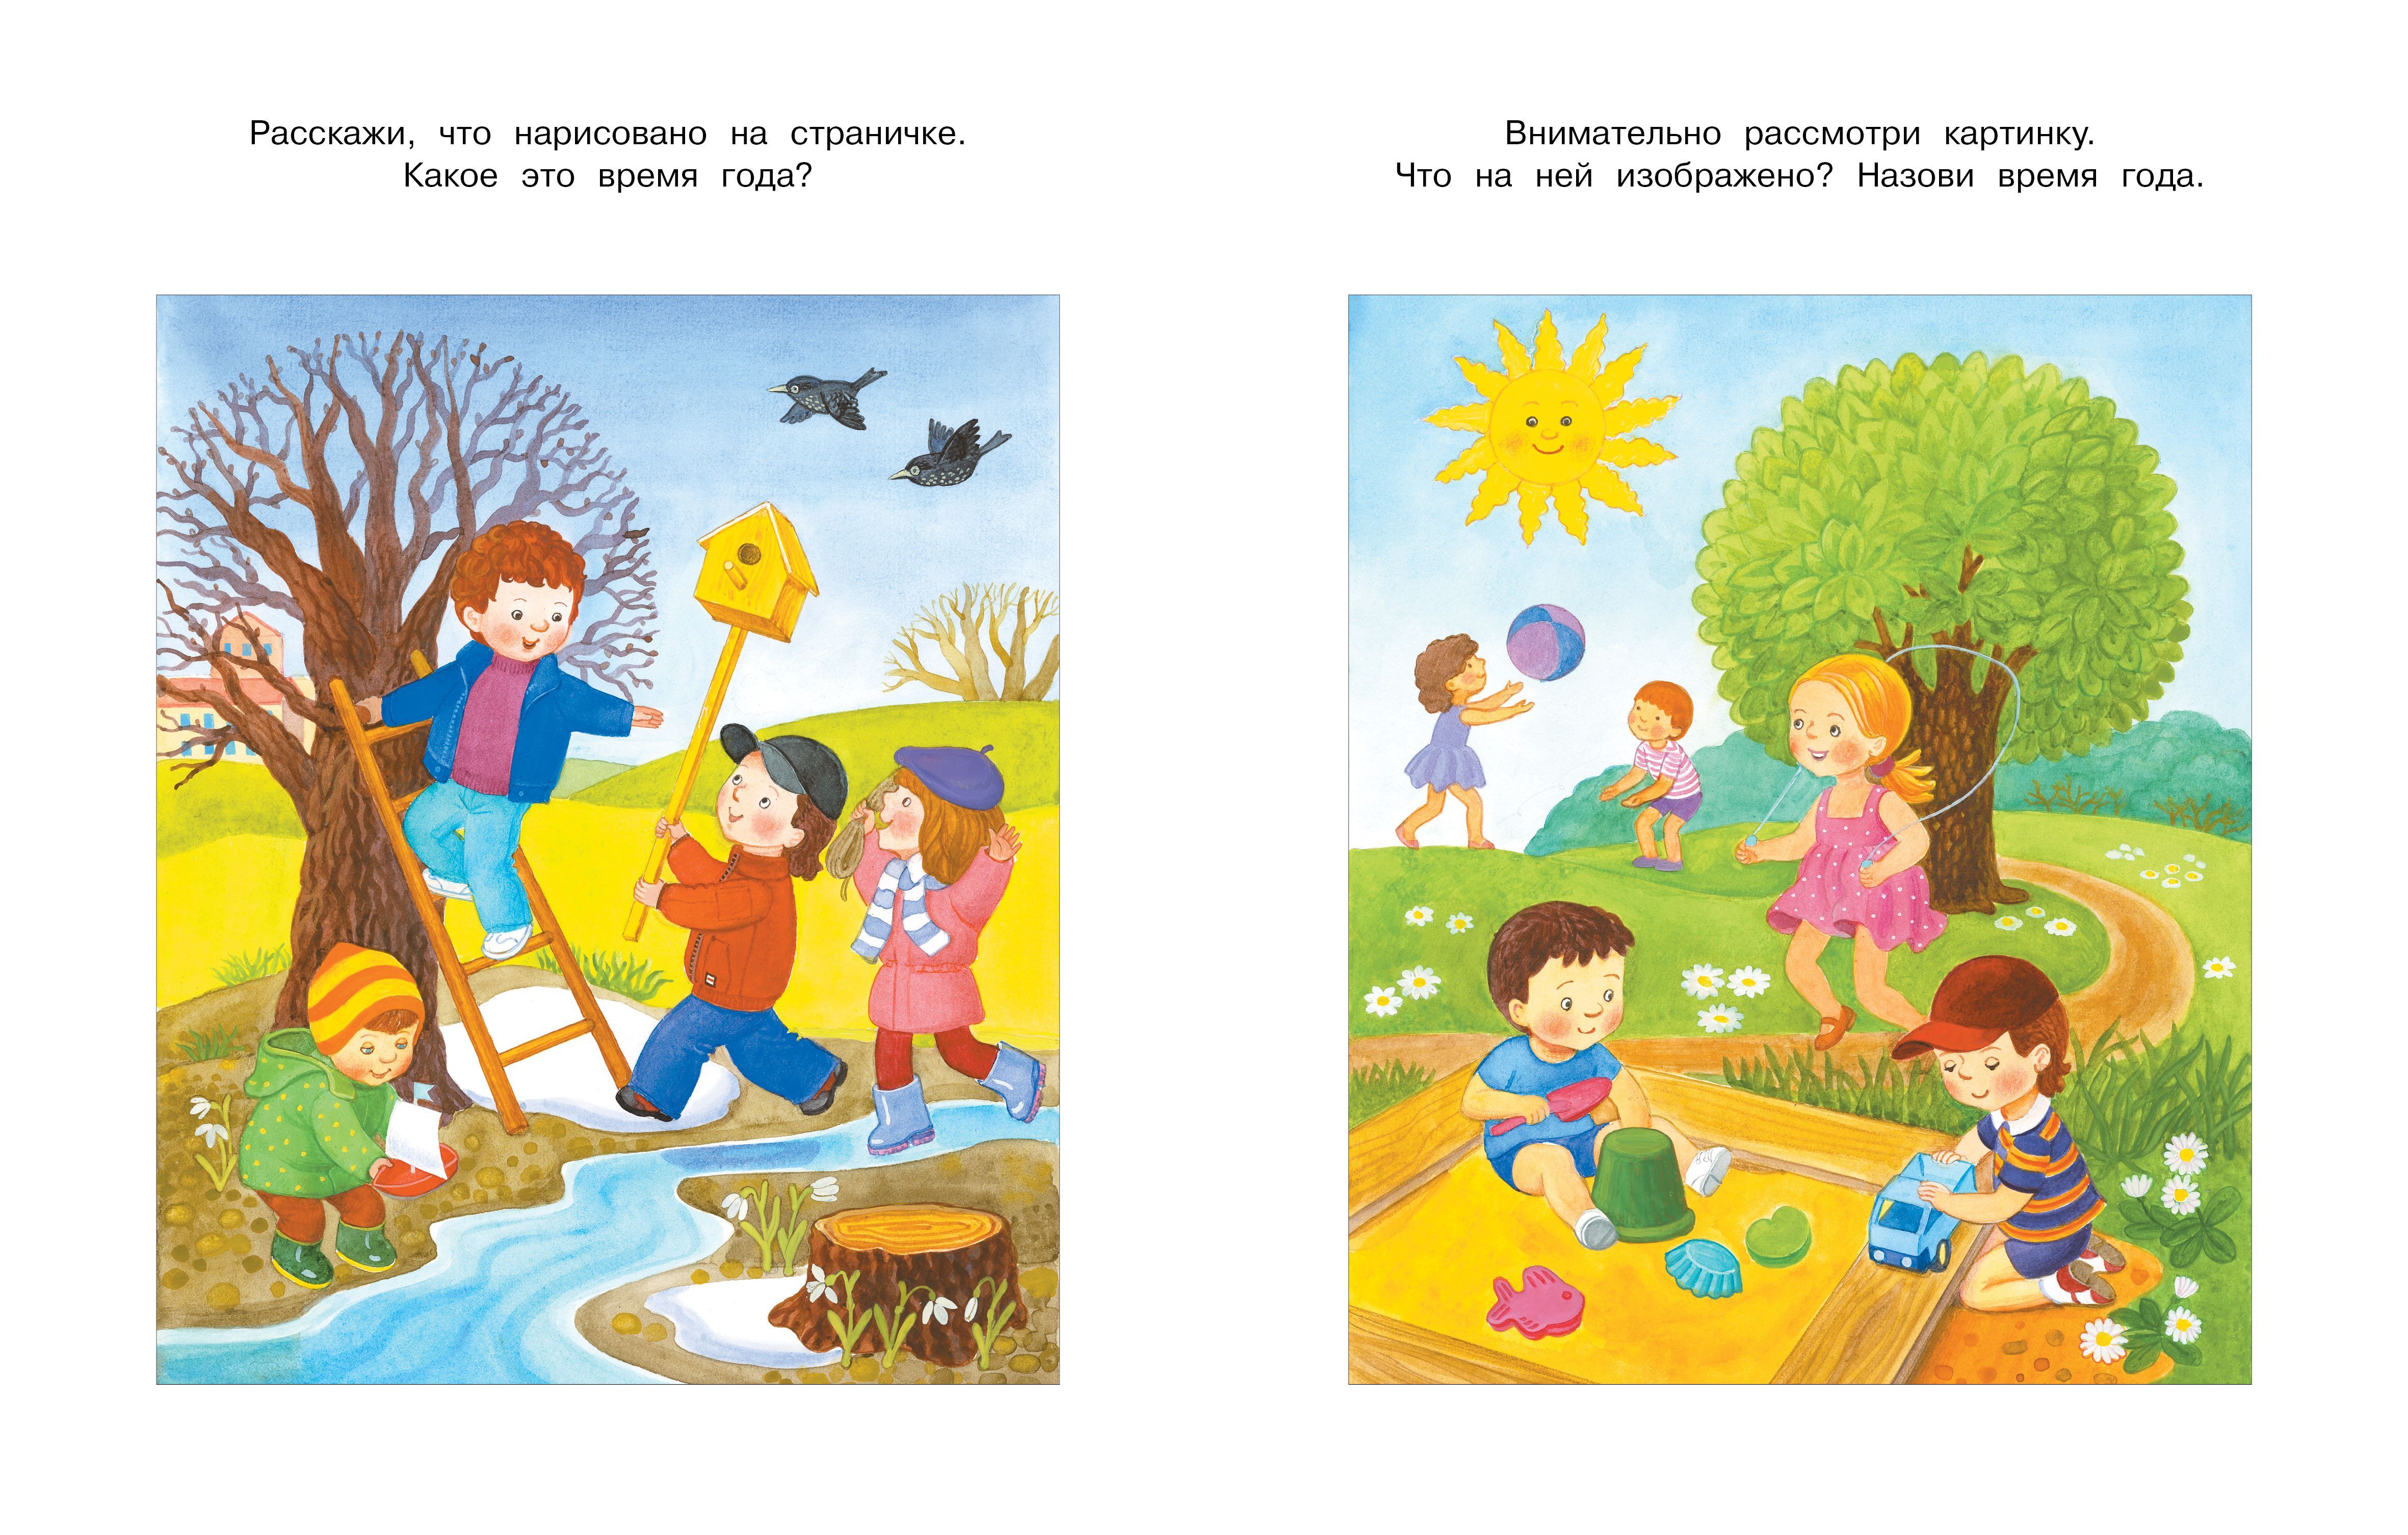 Расскажи, что нарисовано на страничке.
Какое это время года?
Внимательно рассмотри картинку.
Что на ней изображено? Назови время года.